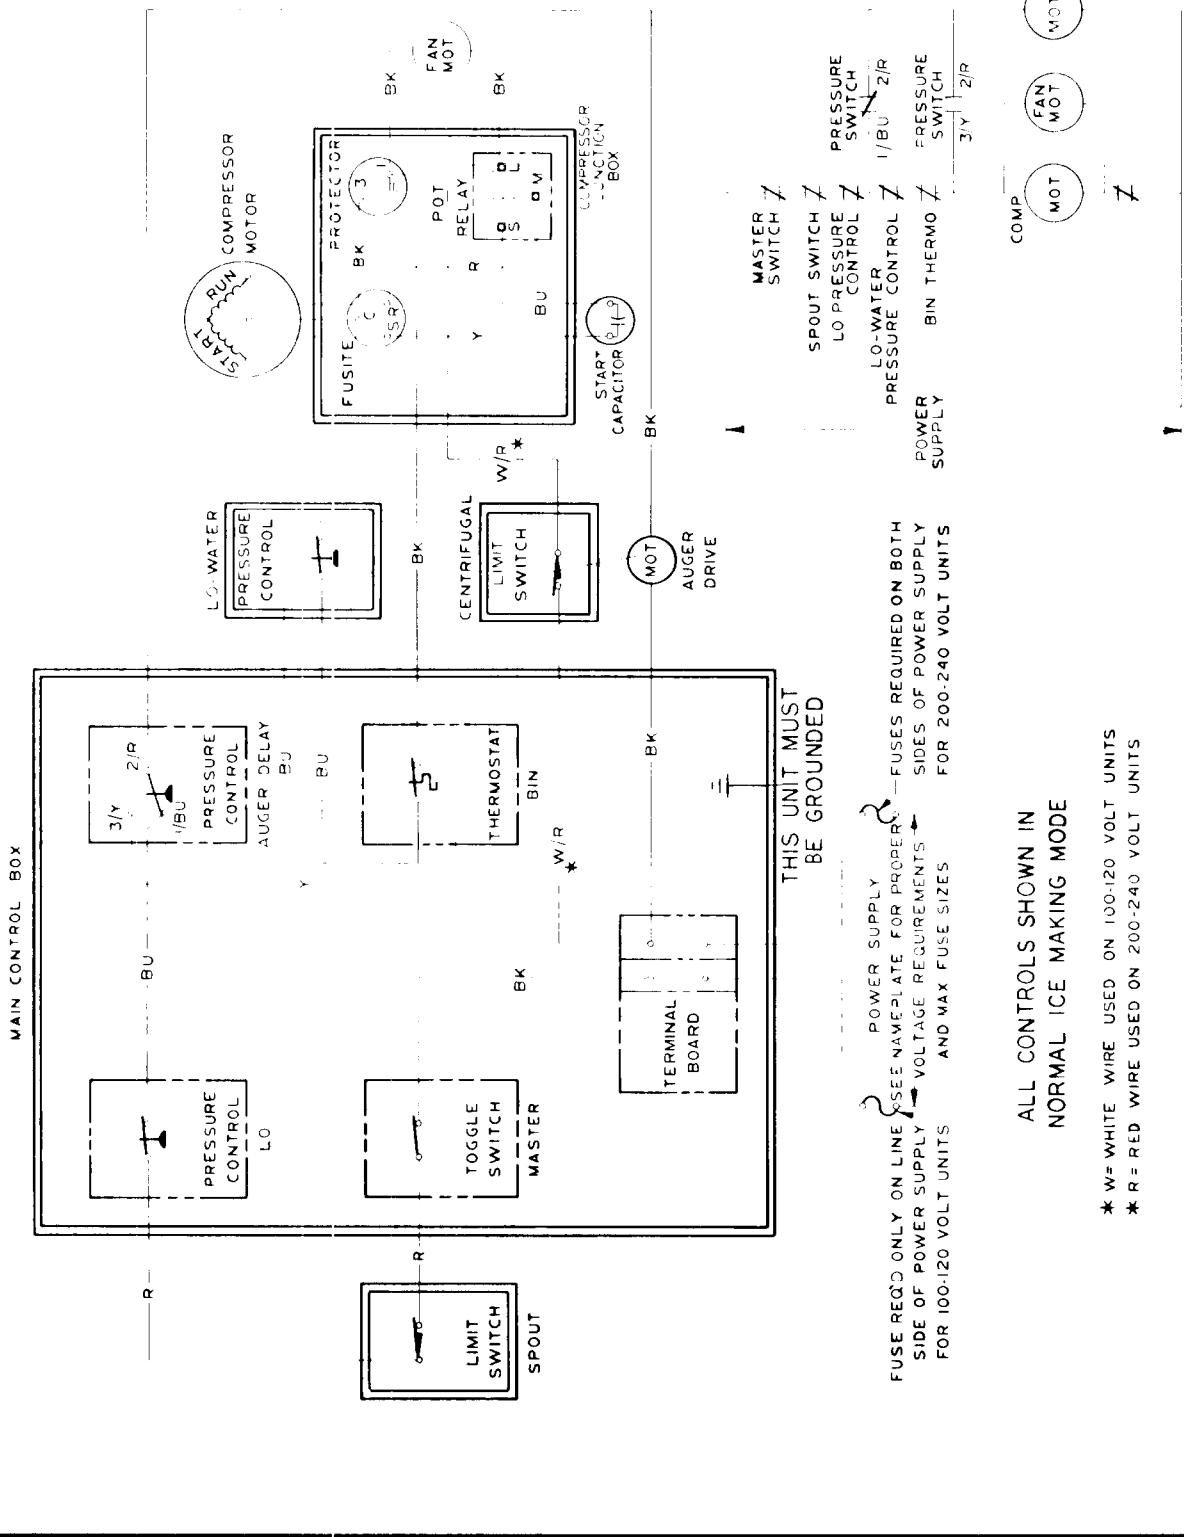 MAIN CONTROL BOX
R
PRESSURE
CONTROL
LO
BU
3/Y
2/R
1/BU
PRESSURE
CONTROL
AUGER DELAY
BU
BU
Y
R
LIMIT
SWITCH
SPOUT
TOGGLE
SWITCH
MASTER
BK
THERMOSTAT
BIN
W/R
*
TERMINAL
BOARD
BK
THIS UNIT MUST
BE GROUNDED
LO-WATER
PRESSURE
CONTROL
BK
CENTRIFUGAL
LIMIT
SWITCH
W/R *
MOT
AUGER
DRIVE
BK
COMPRESSOR
MOTOR
START
RUN
FUSITE
PROTECTOR
C
S R
BK
3
1
POT
RELAY
S
L
M
Y
R
BU
START
CAPACITOR
COMPRESSOR
JUNCTION
BOX
BK
BK
FAN
MOT
POWER SUPPLY
FUSE REQ'D ONLY ON LINE
SIDE OF POWER SUPPLY
FOR 100-120 VOLT UNITS
SEE NAMEPLATE FOR PROPER
VOLTAGE REQUIREMENTS
AND MAX FUSE SIZES
FUSES REQUIRED ON BOTH
SIDES OF POWER SUPPLY
FOR 200-240 VOLT UNITS
ALL CONTROLS SHOWN IN
NORMAL ICE MAKING MODE
* W= WHITE WIRE USED ON 100-120 VOLT UNITS
* R = RED WIRE USED ON 200-240 VOLT UNITS
MASTER
SWITCH
SPOUT SWITCH
LO PRESSURE
CONTROL
LO-WATER
PRESSURE CONTROL
BIN THERMO
POWER
SUPPLY
PRESSURE
SWITCH
1/BU
2/R
PRESSURE
SWITCH
3/Y
2/R
COMP
MOT
FAN
MOT
MOT